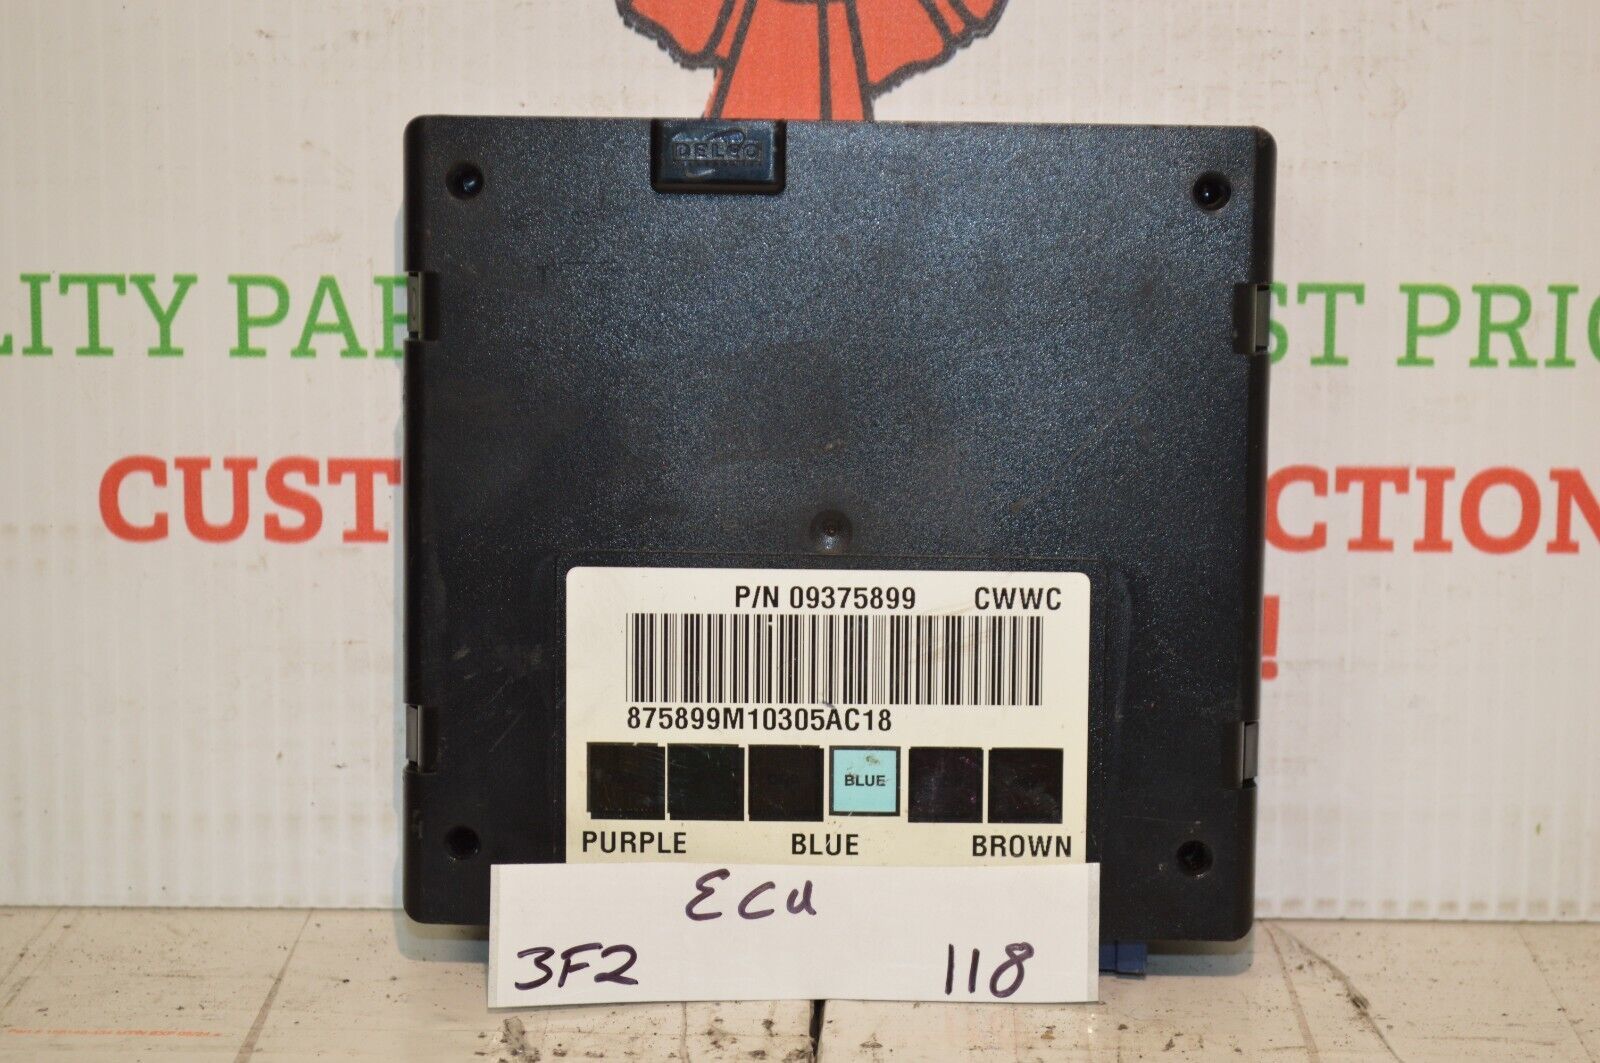 DELCO
LITY PAR ST PRIC
CUST CTION
!
P/N 09375899 CWWC
875899M10305AC18
BLUE
PURPLE BLUE BROWN
ECU
3F2 118